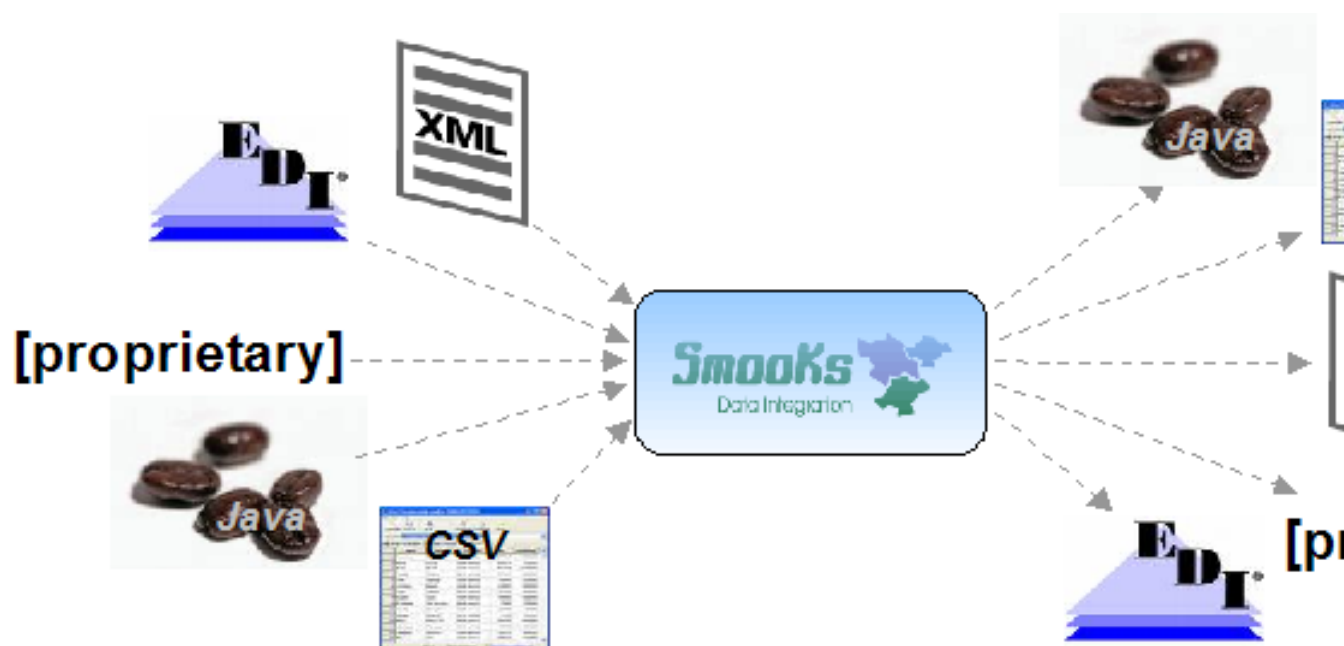 EDI
XML
[proprietary]
Java
CSV
Smooks
Data Integration
Java
[pr
EDI